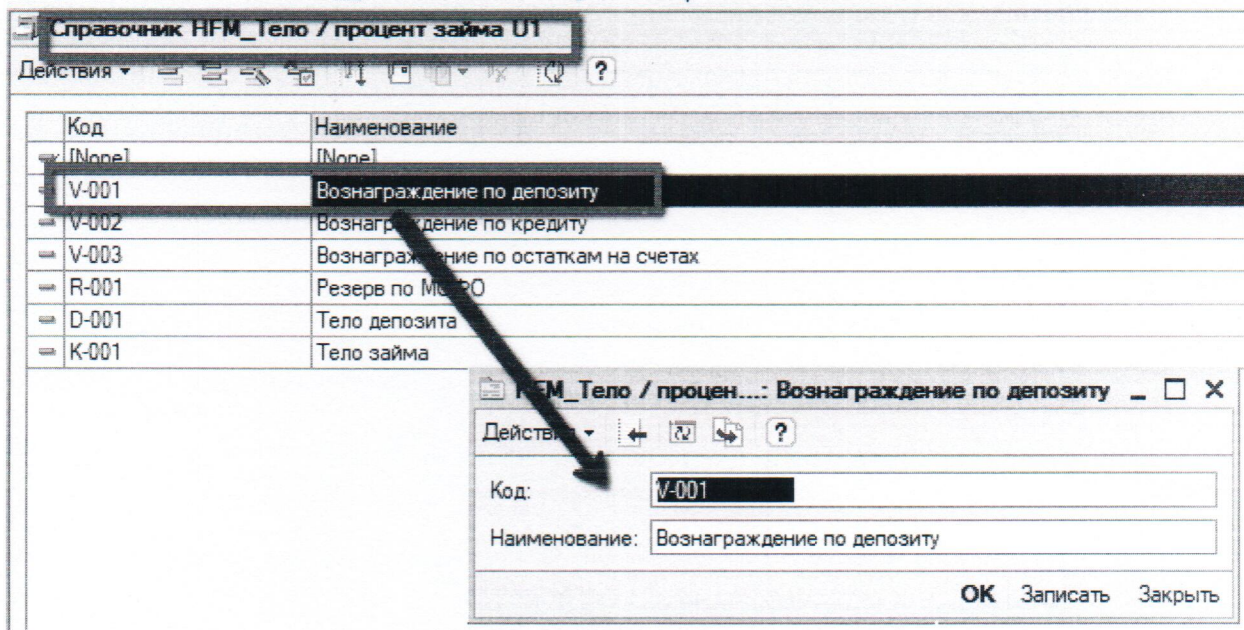 Справочник HFM_Тело / процент займа U1
Действия
Код Наименование
[None] [None]
V-001 Вознаграждение по депозиту
V-002 Вознаграждение по кредиту
V-003 Вознаграждение по остаткам на счетах
R-001 Резерв по
D-001 Тело депозита
K-001 Тело займа
HFM_Тело / процен...: Вознаграждение по депозиту
Действия
Код: V-001
Наименование: Вознаграждение по депозиту
OK Записать Закрыть